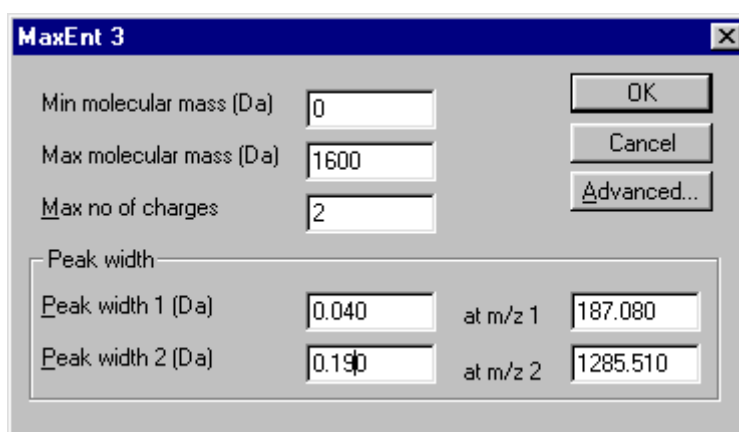 MaxEnt 3
Min molecular mass (Da) 0 OK
Max molecular mass (Da) 1600 Cancel
Max no of charges 2 Advanced...
Peak width
Peak width 1 (Da) 0.040 at m/z 1 187.080
Peak width 2 (Da) 0.190 at m/z 2 1285.510